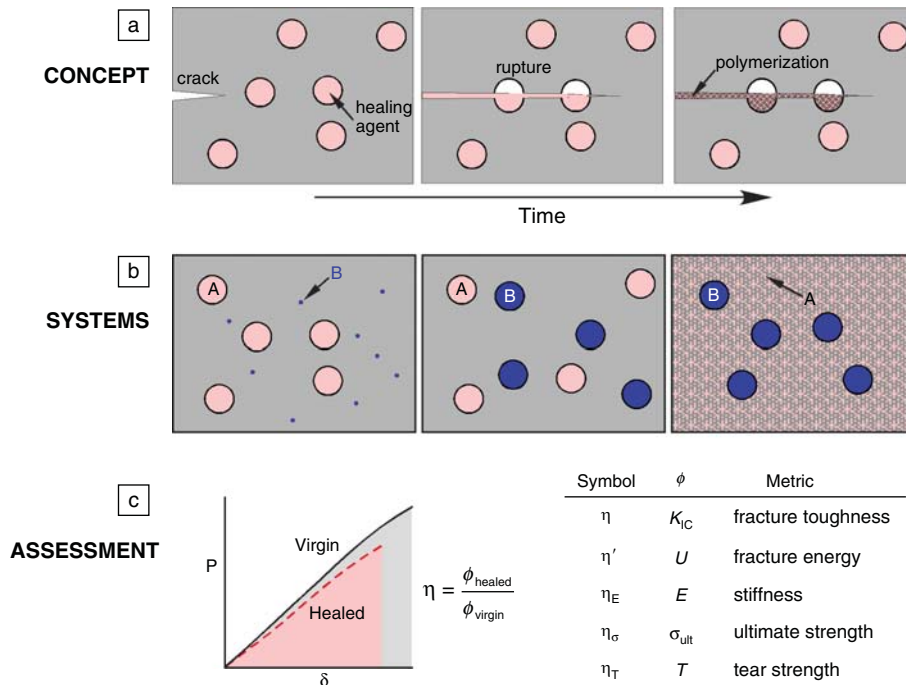 a
CONCEPT
crack
healing
agent
rupture
polymerization
Time
b
SYSTEMS
A
B
A
B
B
A
c
ASSESSMENT
P
Virgin
Healed
δ
η = ϕhealed / ϕvirgin
Symbol ϕ Metric
η KIC fracture toughness
η′ U fracture energy
ηE E stiffness
ησ σult ultimate strength
ηT T tear strength